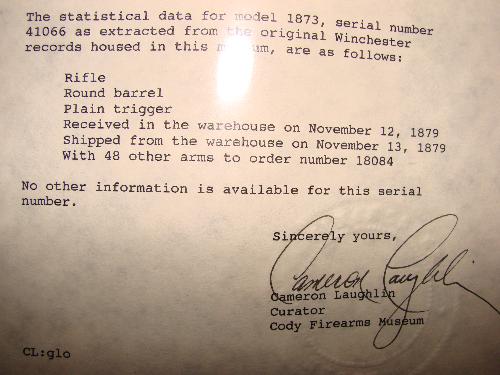 The statistical data for model 1873, serial number
41066 as extracted from the original Winchester
records housed in this museum, are as follows:
Rifle
Round barrel
Plain trigger
Received in the warehouse on November 12, 1879
Shipped from the warehouse on November 13, 1879
With 48 other arms to order number 18084
No other information is available for this serial
number.
Sincerely yours,
Cameron Laughlin
Cameron Laughlin
Curator
Cody Firearms Museum
CL:glo